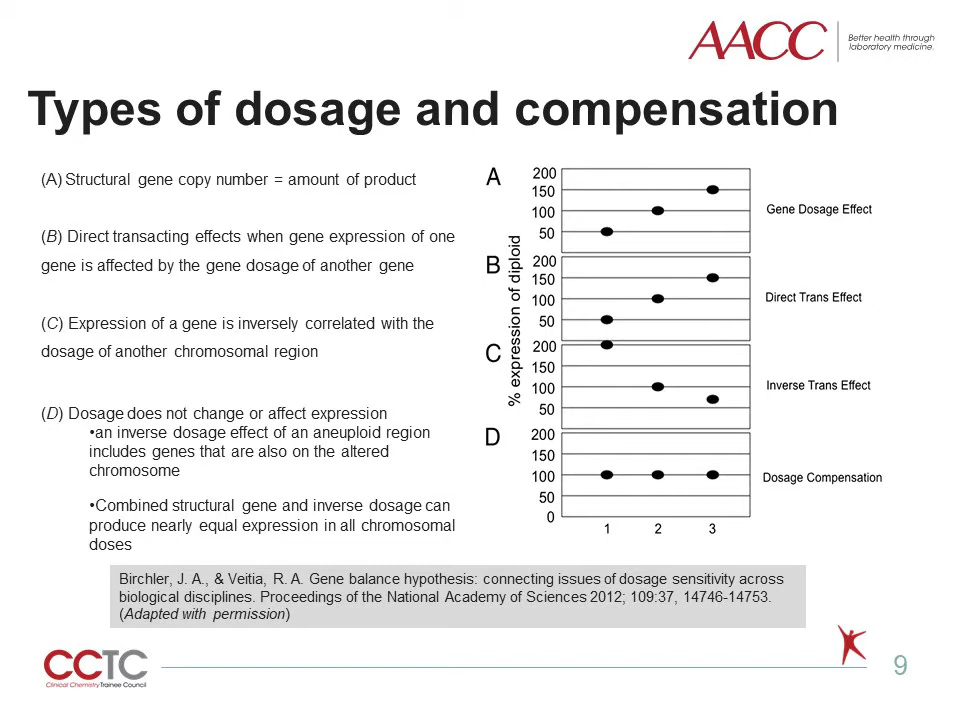 AACC
Better health through
laboratory medicine.
Types of dosage and compensation
(A) Structural gene copy number = amount of product
(B) Direct transacting effects when gene expression of one
gene is affected by the gene dosage of another gene
(C) Expression of a gene is inversely correlated with the
dosage of another chromosomal region
(D) Dosage does not change or affect expression
•an inverse dosage effect of an aneuploid region
includes genes that are also on the altered
chromosome
•Combined structural gene and inverse dosage can
produce nearly equal expression in all chromosomal
doses
% expression of diploid
A
200
150
100
50
Gene Dosage Effect
B
200
150
100
50
Direct Trans Effect
C
200
150
100
50
Inverse Trans Effect
D
200
150
100
50
0
Dosage Compensation
1 2 3
Birchler, J. A., & Veitia, R. A. Gene balance hypothesis: connecting issues of dosage sensitivity across
biological disciplines. Proceedings of the National Academy of Sciences 2012; 109:37, 14746-14753.
(Adapted with permission)
CCTC
Clinical Chemistry Trainee Council
9